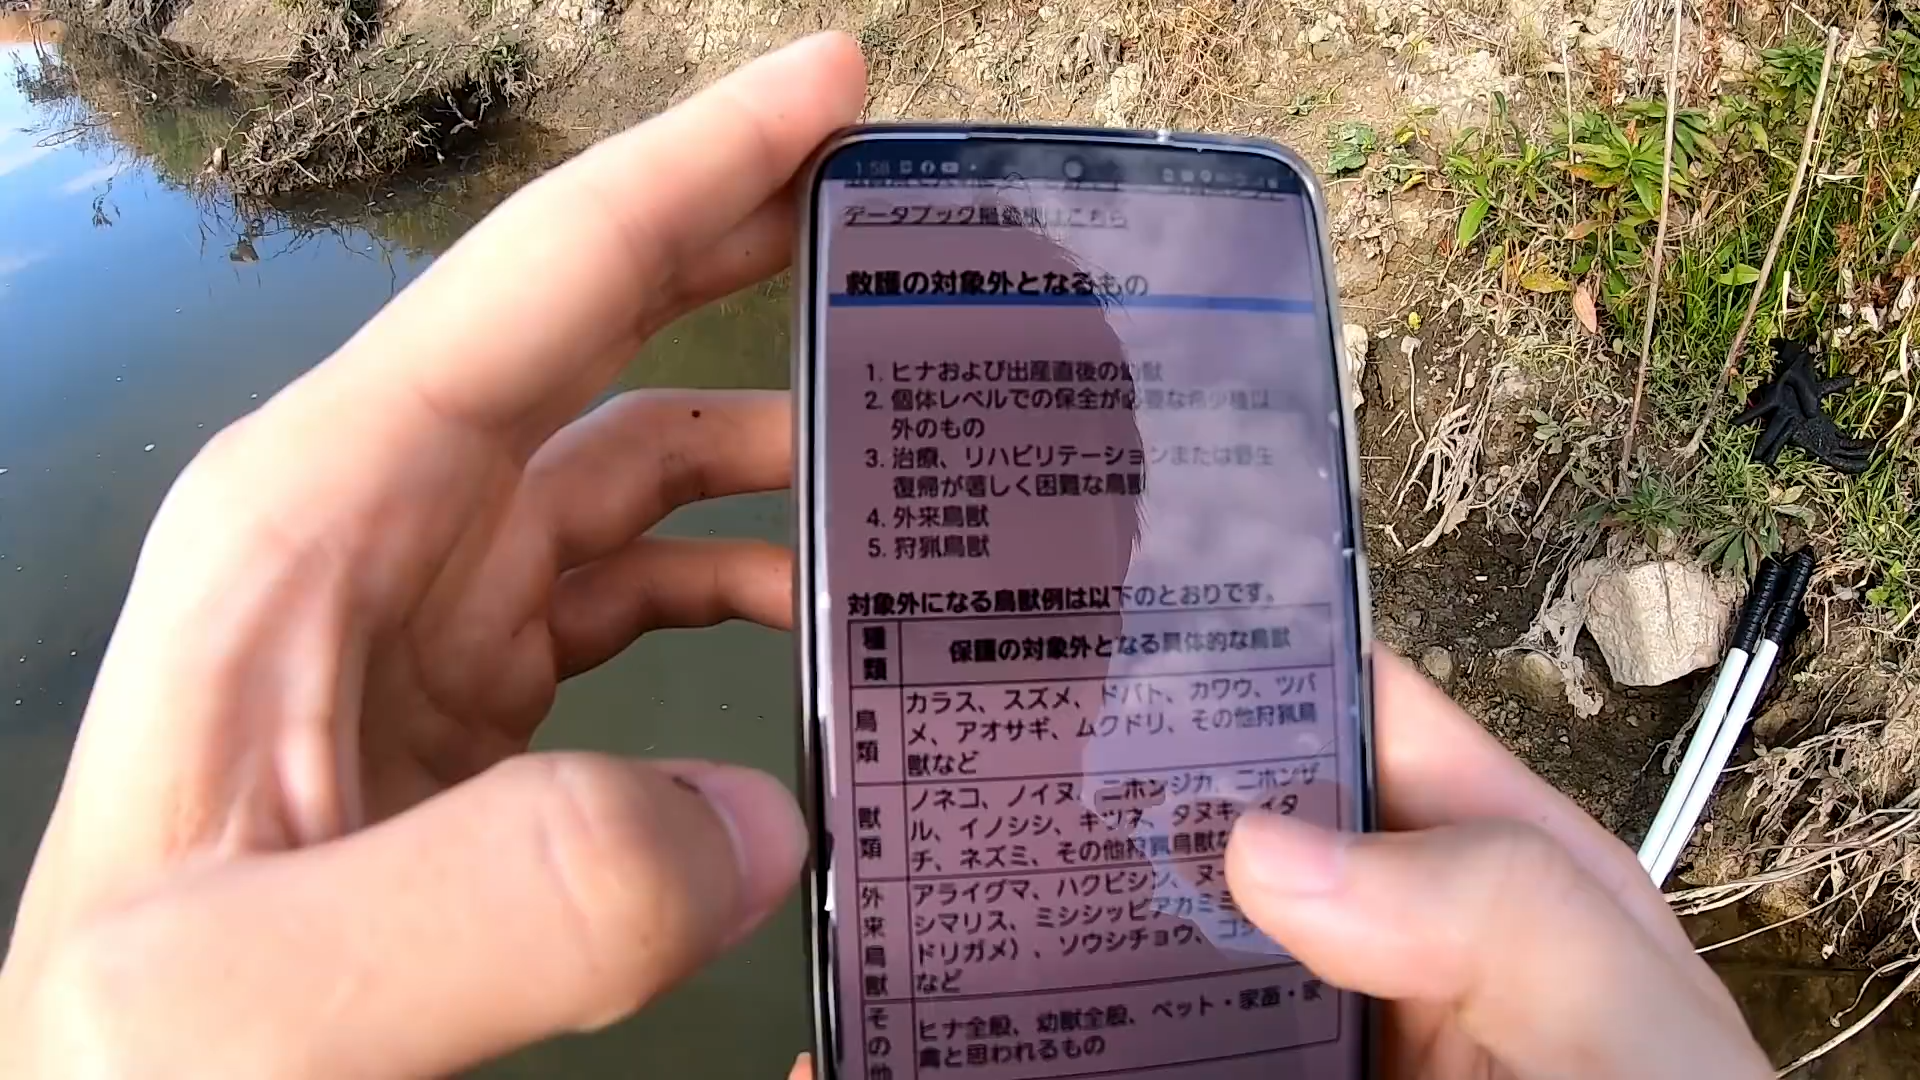 1:58
データブック掲載種はこちら
救護の対象外となるもの
1. ヒナおよび出産直後の幼獣
2. 個体レベルでの保全が必要な希少種以
外のもの
3. 治療、リハビリテーションまたは野生
復帰が著しく困難な鳥獣
4. 外来鳥獣
5. 狩猟鳥獣
対象外になる鳥獣例は以下のとおりです。
種類
保護の対象外となる具体的な鳥獣
鳥類
カラス、スズメ、ドバト、カワウ、ツバ
メ、アオサギ、ムクドリ、その他狩猟鳥
獣など
獣類
ノネコ、ノイヌ、ニホンジカ、ニホンザ
ル、イノシシ、キツネ、タヌキ、イタ
チ、ネズミ、その他狩猟鳥獣な
外来鳥獣
アライグマ、ハクビシン、ヌ
シマリス、ミシシッピアカミミ
ドリガメ）、ソウシチョウ、コジ
など
その他
ヒナ全般、幼獣全般、ペット・家畜・家
禽と思われるもの